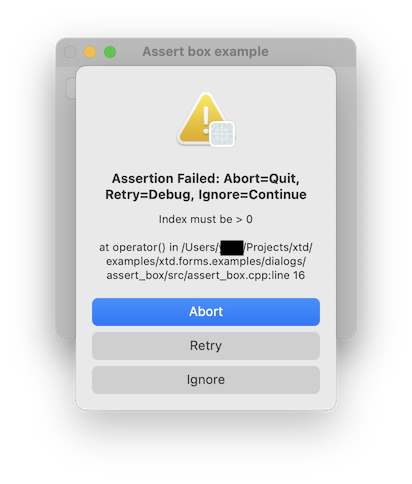 Assert box example
Assertion Failed: Abort=Quit,
Retry=Debug, Ignore=Continue
Index must be > 0
at operator() in /Users/ /Projects/xtd/
examples/xtd.forms.examples/dialogs/
assert_box/src/assert_box.cpp:line 16
Abort
Retry
Ignore